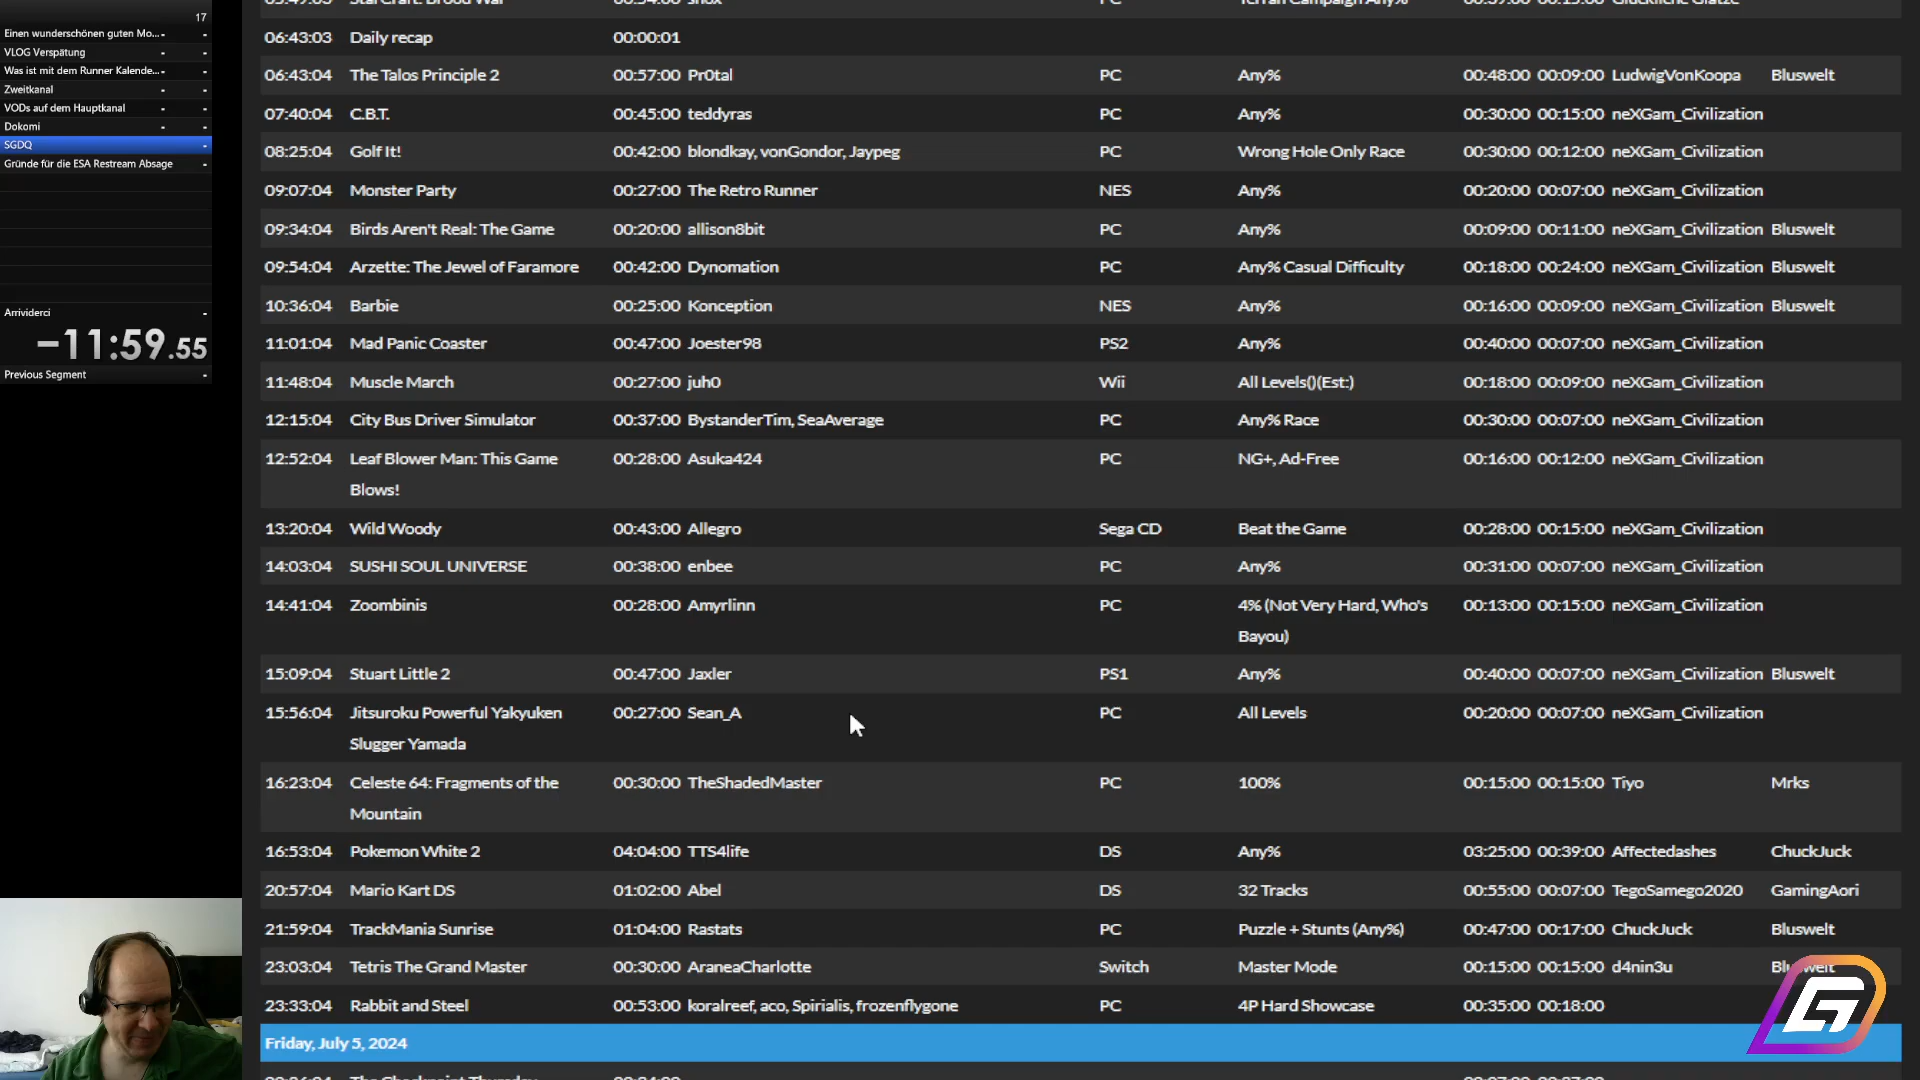 17
Einen wunderschönen guten Mo... - -
VLOG Verspätung - -
Was ist mit dem Runner Kalende... - -
Zweitkanal - -
VODs auf dem Hauptkanal - -
Dokomi - -
SGDQ -
Gründe für die ESA Restream Absage -
Arrividerci -
-11:59.55
Previous Segment -
06:43:03 Daily recap 00:00:01
06:43:04 The Talos Principle 2 00:57:00 Pr0tal PC Any% 00:48:00 00:09:00 LudwigVonKoopa Bluswelt
07:40:04 C.B.T. 00:45:00 teddyras PC Any% 00:30:00 00:15:00 neXGam_Civilization
08:25:04 Golf It! 00:42:00 blondkay, vonGondor, Jaypeg PC Wrong Hole Only Race 00:30:00 00:12:00 neXGam_Civilization
09:07:04 Monster Party 00:27:00 The Retro Runner NES Any% 00:20:00 00:07:00 neXGam_Civilization
09:34:04 Birds Aren't Real: The Game 00:20:00 allison8bit PC Any% 00:09:00 00:11:00 neXGam_Civilization Bluswelt
09:54:04 Arzette: The Jewel of Faramore 00:42:00 Dynomation PC Any% Casual Difficulty 00:18:00 00:24:00 neXGam_Civilization Bluswelt
10:36:04 Barbie 00:25:00 Konception NES Any% 00:16:00 00:09:00 neXGam_Civilization Bluswelt
11:01:04 Mad Panic Coaster 00:47:00 Joester98 PS2 Any% 00:40:00 00:07:00 neXGam_Civilization
11:48:04 Muscle March 00:27:00 juh0 Wii All Levels()(Est:) 00:18:00 00:09:00 neXGam_Civilization
12:15:04 City Bus Driver Simulator 00:37:00 BystanderTim, SeaAverage PC Any% Race 00:30:00 00:07:00 neXGam_Civilization
12:52:04 Leaf Blower Man: This Game 00:28:00 Asuka424 PC NG+, Ad-Free 00:16:00 00:12:00 neXGam_Civilization
Blows!
13:20:04 Wild Woody 00:43:00 Allegro Sega CD Beat the Game 00:28:00 00:15:00 neXGam_Civilization
14:03:04 SUSHI SOUL UNIVERSE 00:38:00 enbee PC Any% 00:31:00 00:07:00 neXGam_Civilization
14:41:04 Zoombinis 00:28:00 Amyrlinn PC 4% (Not Very Hard, Who's 00:13:00 00:15:00 neXGam_Civilization
Bayou)
15:09:04 Stuart Little 2 00:47:00 Jaxler PS1 Any% 00:40:00 00:07:00 neXGam_Civilization Bluswelt
15:56:04 Jitsuroku Powerful Yakyuken 00:27:00 Sean_A PC All Levels 00:20:00 00:07:00 neXGam_Civilization
Slugger Yamada
16:23:04 Celeste 64: Fragments of the 00:30:00 TheShadedMaster PC 100% 00:15:00 00:15:00 Tiyo Mrks
Mountain
16:53:04 Pokemon White 2 04:04:00 TTS4life DS Any% 03:25:00 00:39:00 Affectedashes ChuckJuck
20:57:04 Mario Kart DS 01:02:00 Abel DS 32 Tracks 00:55:00 00:07:00 TegoSamego2020 GamingAori
21:59:04 TrackMania Sunrise 01:04:00 Rastats PC Puzzle + Stunts (Any%) 00:47:00 00:17:00 ChuckJuck Bluswelt
23:03:04 Tetris The Grand Master 00:30:00 AraneaCharlotte Switch Master Mode 00:15:00 00:15:00 d4nin3u Bluswelt
23:33:04 Rabbit and Steel 00:53:00 koralreef, aco, Spirialis, frozenflygone PC 4P Hard Showcase 00:35:00 00:18:00
Friday, July 5, 2024